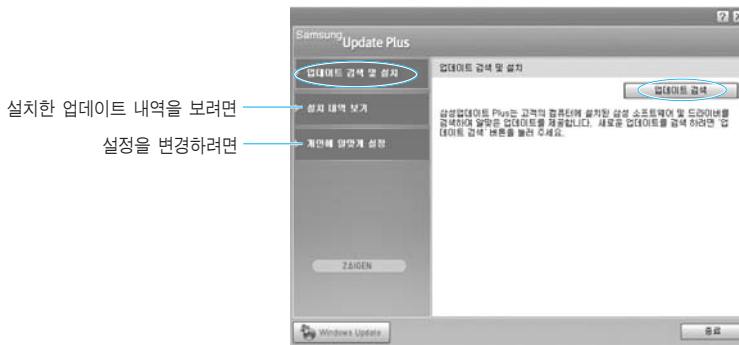 Samsung Update Plus
업데이트 검색 및 설치
설치 내역 보기
개인에 알맞게 설정
설치한 업데이트 내역을 보려면
설정을 변경하려면
업데이트 검색 및 설치
업데이트 검색
삼성업데이트 Plus는 고객의 컴퓨터에 설치된 삼성 소프트웨어 및 드라이버를
검색하여 알맞은 업데이트를 제공합니다. 새로운 업데이트를 검색 하려면 '업
데이트 검색' 버튼을 눌러 주세요.
Windows Update
종료